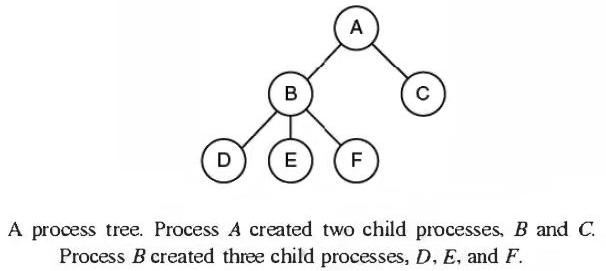 A
B
C
D
E
F
A process tree. Process A created two child processes, B and C.
Process B created three child processes, D, E, and F.